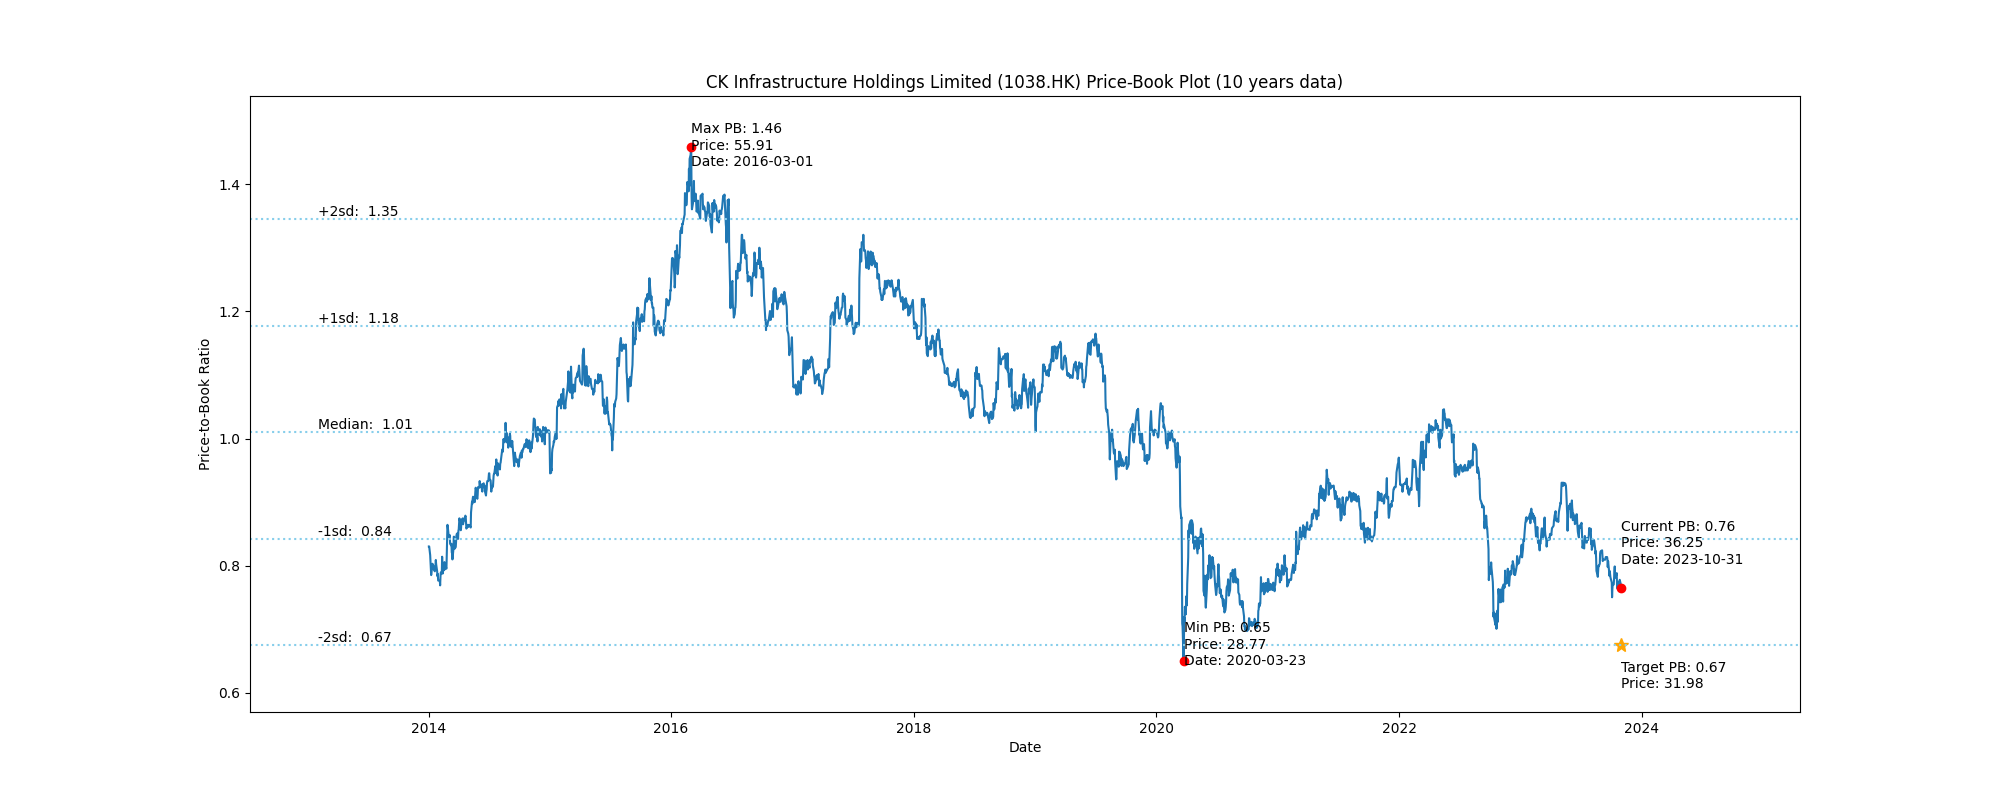 CK Infrastructure Holdings Limited (1038.HK) Price-Book Plot (10 years data)
Max PB: 1.46
Price: 55.91
Date: 2016-03-01
+2sd:  1.35
+1sd:  1.18
Median:  1.01
-1sd:  0.84
-2sd:  0.67
Current PB: 0.76
Price: 36.25
Date: 2023-10-31
Min PB: 0.65
Price: 28.77
Date: 2020-03-23
Target PB: 0.67
Price: 31.98
Price-to-Book Ratio
1.4
1.2
1.0
0.8
0.6
2014 2016 2018 2020 2022 2024
Date